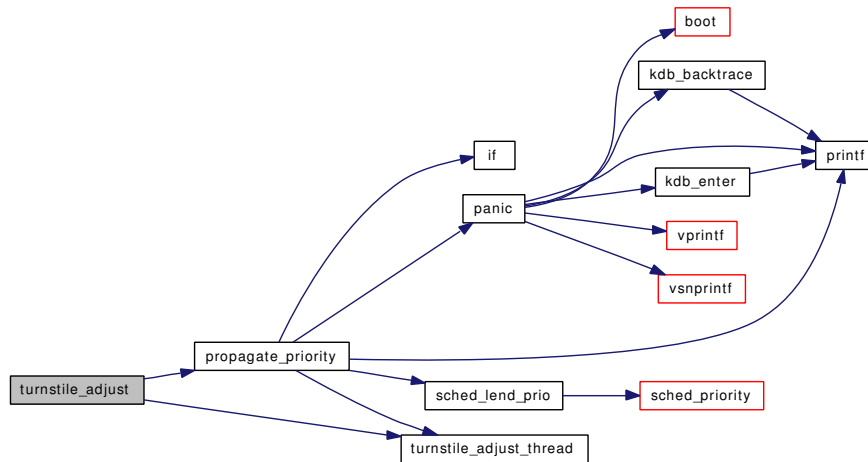 boot
kdb_backtrace
if
printf
kdb_enter
panic
vprintf
vsnprintf
propagate_priority
turnstile_adjust
sched_lend_prio
sched_priority
turnstile_adjust_thread